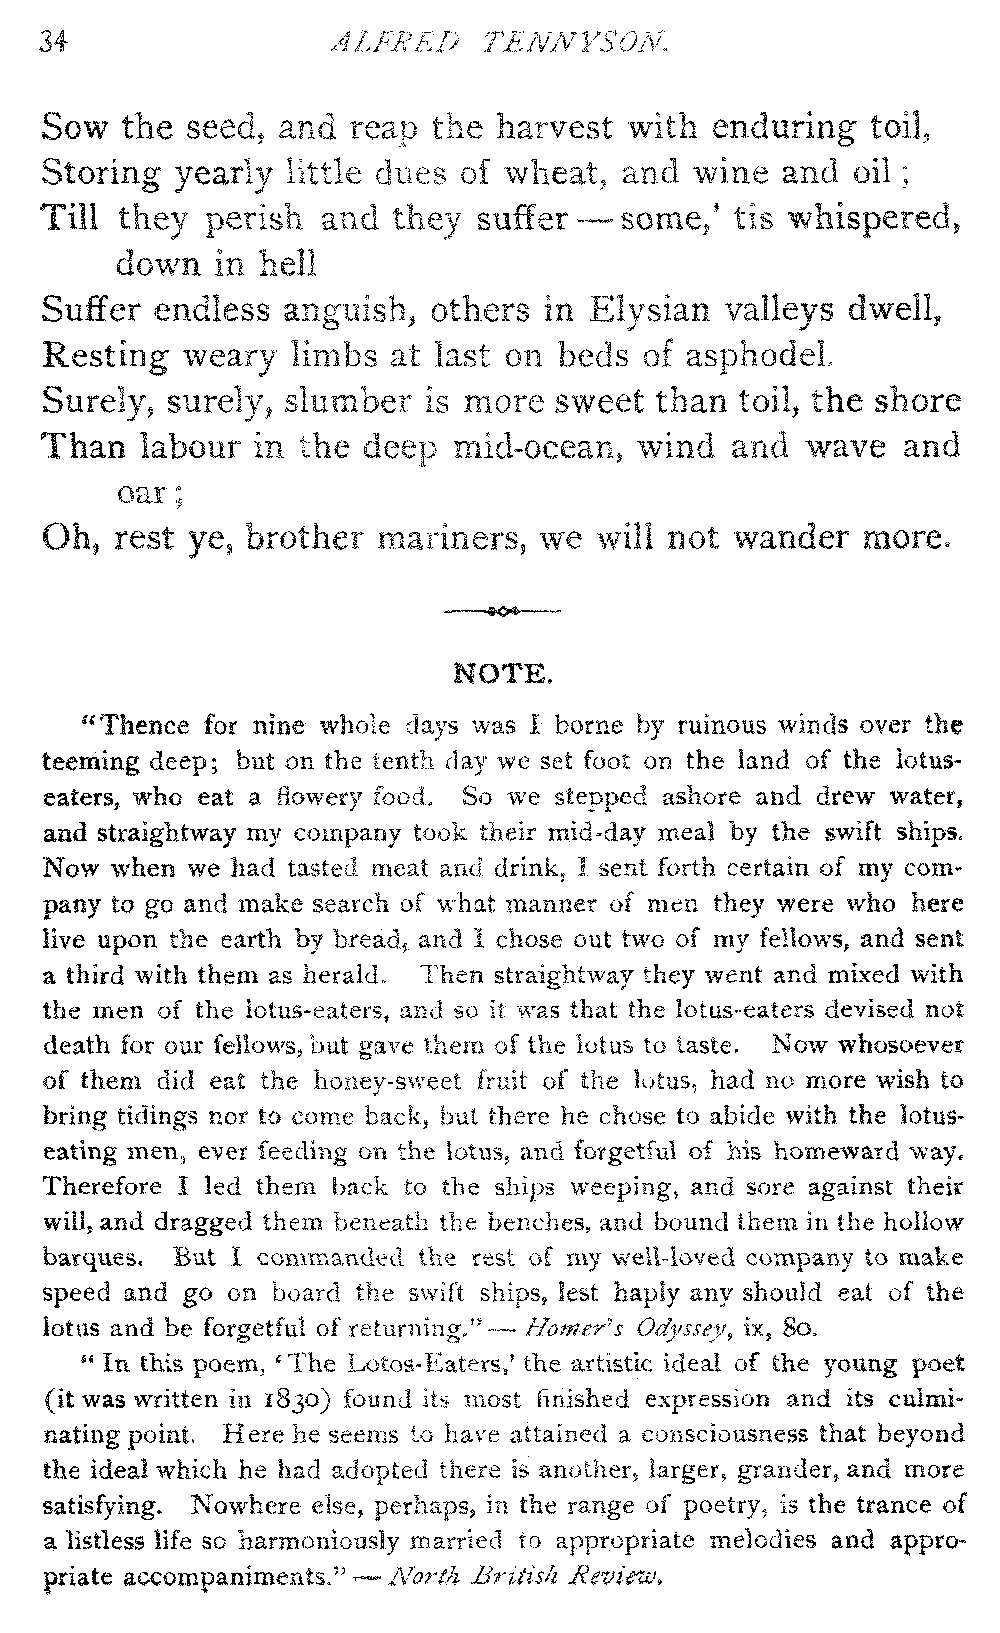 34 ALFRED TENNYSON.
Sow the seed, and reap the harvest with enduring toil,
Storing yearly little dues of wheat, and wine and oil ;
Till they perish and they suffer — some,' tis whispered,
down in hell
Suffer endless anguish, others in Elysian valleys dwell,
Resting weary limbs at last on beds of asphodel.
Surely, surely, slumber is more sweet than toil, the shore
Than labour in the deep mid-ocean, wind and wave and
oar ;
Oh, rest ye, brother mariners, we will not wander more.
NOTE.
"Thence for nine whole days was I borne by ruinous winds over the
teeming deep; but on the tenth day we set foot on the land of the lotus-
eaters, who eat a flowery food. So we stepped ashore and drew water,
and straightway my company took their mid-day meal by the swift ships.
Now when we had tasted meat and drink, I sent forth certain of my com-
pany to go and make search of what manner of men they were who here
live upon the earth by bread, and I chose out two of my fellows, and sent
a third with them as herald. Then straightway they went and mixed with
the men of the lotus-eaters, and so it was that the lotus-eaters devised not
death for our fellows, but gave them of the lotus to taste. Now whosoever
of them did eat the honey-sweet fruit of the lotus, had no more wish to
bring tidings nor to come back, but there he chose to abide with the lotus-
eating men, ever feeding on the lotus, and forgetful of his homeward way.
Therefore I led them back to the ships weeping, and sore against their
will, and dragged them beneath the benches, and bound them in the hollow
barques. But I commanded the rest of my well-loved company to make
speed and go on board the swift ships, lest haply any should eat of the
lotus and be forgetful of returning." — Homer's Odyssey, ix, 80.
"In this poem, 'The Lotos-Eaters,' the artistic ideal of the young poet
(it was written in 1830) found its most finished expression and its culmi-
nating point. Here he seems to have attained a consciousness that beyond
the ideal which he had adopted there is another, larger, grander, and more
satisfying. Nowhere else, perhaps, in the range of poetry, is the trance of
a listless life so harmoniously married to appropriate melodies and appro-
priate accompaniments." — North British Review.